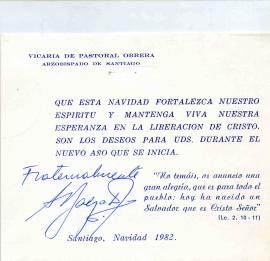 VICARIA DE PASTORAL OBRERA
ARZOBISPADO DE SANTIAGO
QUE ESTA NAVIDAD FORTALEZCA NUESTRO
ESPIRITU Y MANTENGA VIVA NUESTRA
ESPERANZA EN LA LIBERACION DE CRISTO.
SON LOS DESEOS PARA UDS. DURANTE EL
NUEVO AÑO QUE SE INICIA.
Fraternalmente
"No temáis, os anuncio una
gran alegría, que es para todo el
pueblo: hoy ha nacido un
Salvador que es Cristo Señor"
(Lc. 2. 10-11)
Santiago, Navidad 1982.